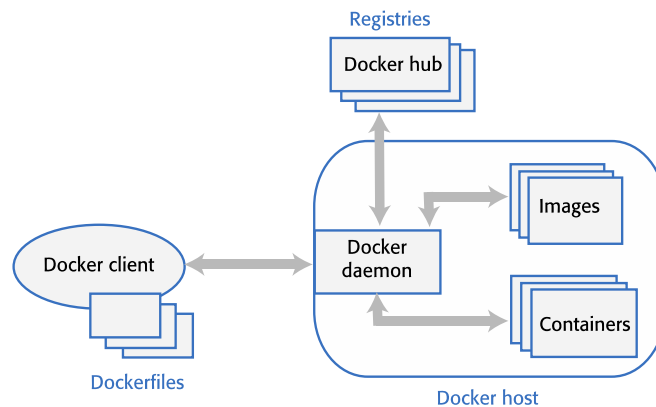 Registries
Docker hub
Images
Docker client
Docker
daemon
Containers
Dockerfiles
Docker host